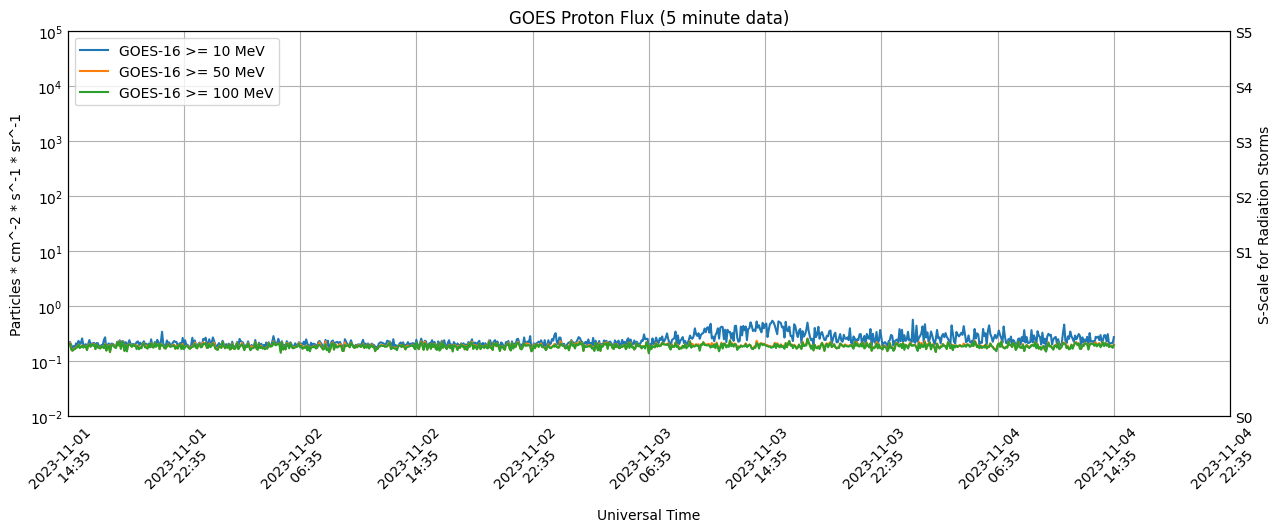 GOES Proton Flux (5 minute data)
GOES-16 >= 10 MeV
GOES-16 >= 50 MeV
GOES-16 >= 100 MeV
Particles * cm^-2 * s^-1 * sr^-1
10^5
10^4
10^3
10^2
10^1
10^0
10^-1
10^-2
S5
S4
S3
S2
S1
S0
S-Scale for Radiation Storms
2023-11-01
14:35
2023-11-01
22:35
2023-11-02
06:35
2023-11-02
14:35
2023-11-02
22:35
2023-11-03
06:35
2023-11-03
14:35
2023-11-03
22:35
2023-11-04
06:35
2023-11-04
14:35
2023-11-04
22:35
Universal Time